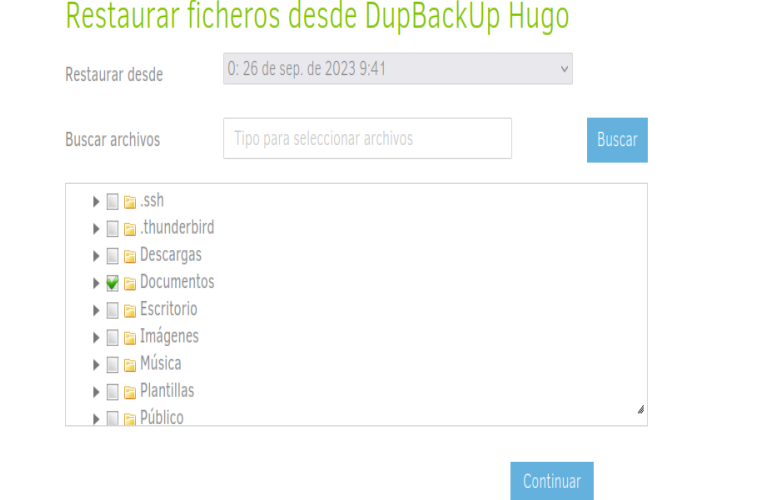 Restaurar ficheros desde DupBackUp Hugo
Restaurar desde 0: 26 de sep. de 2023 9:41
Buscar archivos Tipo para seleccionar archivos Buscar
.ssh
.thunderbird
Descargas
Documentos
Escritorio
Imágenes
Música
Plantillas
Público
Continuar